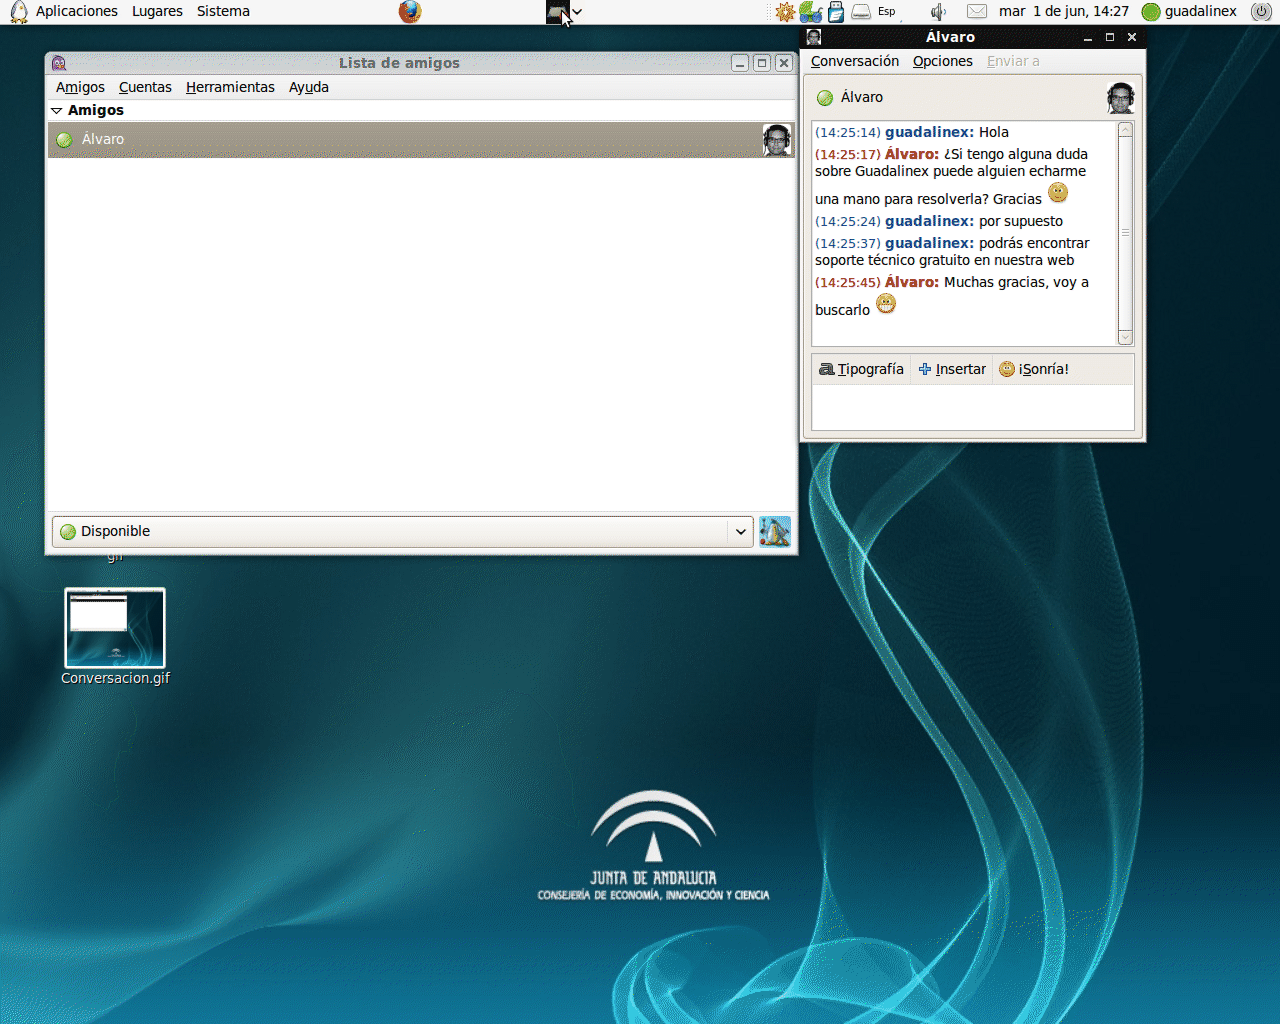 Aplicaciones Lugares Sistema
Esp
mar 1 de jun, 14:27
guadalinex
Lista de amigos
Amigos Cuentas Herramientas Ayuda
Amigos
Álvaro
Disponible
Álvaro
Conversación Opciones Enviar a
Álvaro
(14:25:14) guadalinex: Hola
(14:25:17) Álvaro: ¿Si tengo alguna duda
sobre Guadalinex puede alguien echarme
una mano para resolverla? Gracias
(14:25:24) guadalinex: por supuesto
(14:25:37) guadalinex: podrás encontrar
soporte técnico gratuito en nuestra web
(14:25:45) Álvaro: Muchas gracias, voy a
buscarlo
Tipografía Insertar ¡Sonría!
Conversacion.gif
JUNTA DE ANDALUCIA
CONSEJERÍA DE ECONOMÍA, INNOVACIÓN Y CIENCIA